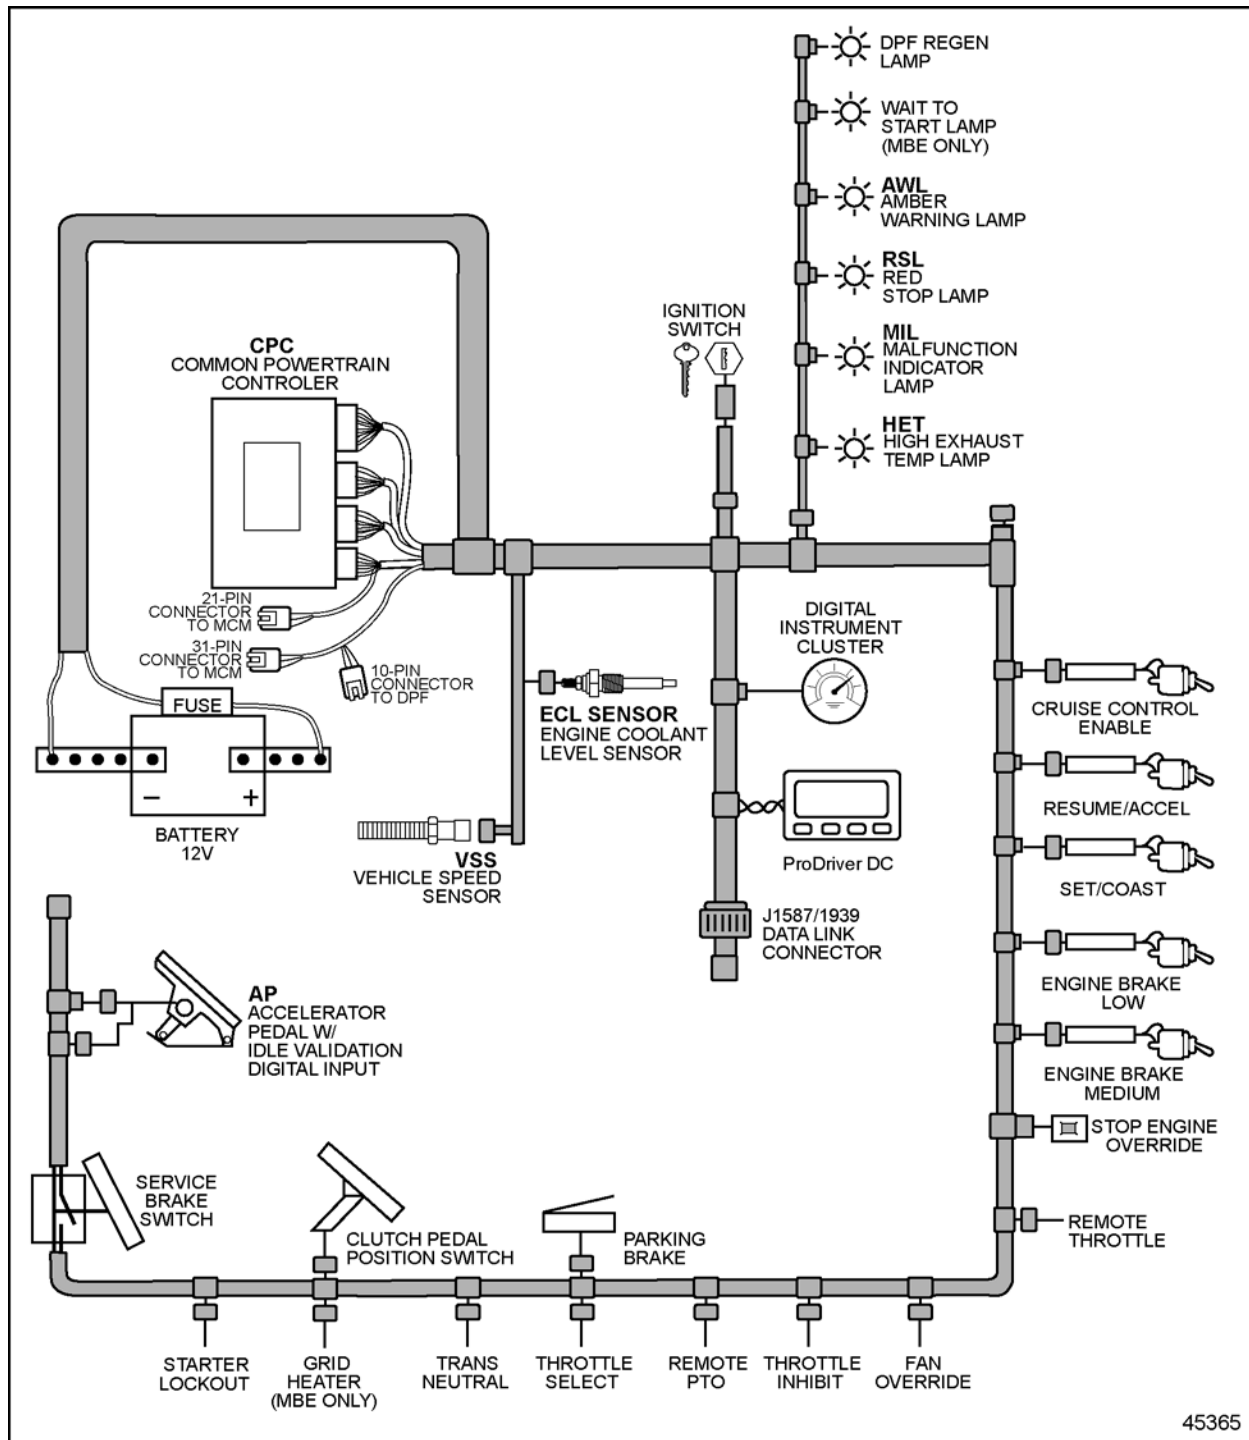 DPF REGEN
LAMP
WAIT TO
START LAMP
(MBE ONLY)
AWL
AMBER
WARNING LAMP
RSL
RED
STOP LAMP
MIL
MALFUNCTION
INDICATOR
LAMP
HET
HIGH EXHAUST
TEMP LAMP
IGNITION
SWITCH
CPC
COMMON POWERTRAIN
CONTROLER
21-PIN
CONNECTOR
TO MCM
31-PIN
CONNECTOR
TO MCM
10-PIN
CONNECTOR
TO DPF
FUSE
− +
BATTERY
12V
ECL SENSOR
ENGINE COOLANT
LEVEL SENSOR
VSS
VEHICLE SPEED
SENSOR
DIGITAL
INSTRUMENT
CLUSTER
ProDriver DC
J1587/1939
DATA LINK
CONNECTOR
CRUISE CONTROL
ENABLE
RESUME/ACCEL
SET/COAST
ENGINE BRAKE
LOW
ENGINE BRAKE
MEDIUM
STOP ENGINE
OVERRIDE
REMOTE
THROTTLE
AP
ACCELERATOR
PEDAL W/
IDLE VALIDATION
DIGITAL INPUT
SERVICE
BRAKE
SWITCH
CLUTCH PEDAL
POSITION SWITCH
PARKING
BRAKE
STARTER
LOCKOUT
GRID
HEATER
(MBE ONLY)
TRANS
NEUTRAL
THROTTLE
SELECT
REMOTE
PTO
THROTTLE
INHIBIT
FAN
OVERRIDE
45365